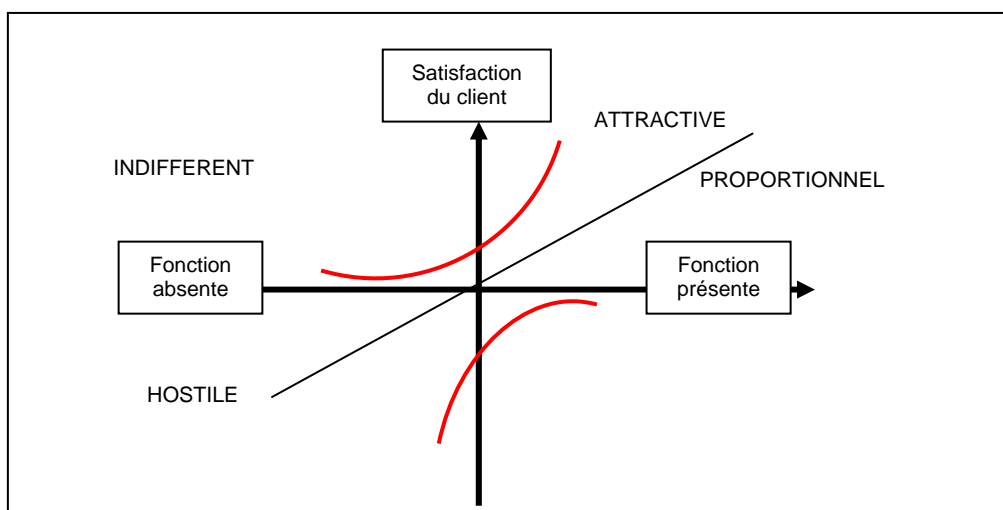 Satisfaction
du client
ATTRACTIVE
INDIFFERENT
PROPORTIONNEL
Fonction
absente
Fonction
présente
HOSTILE